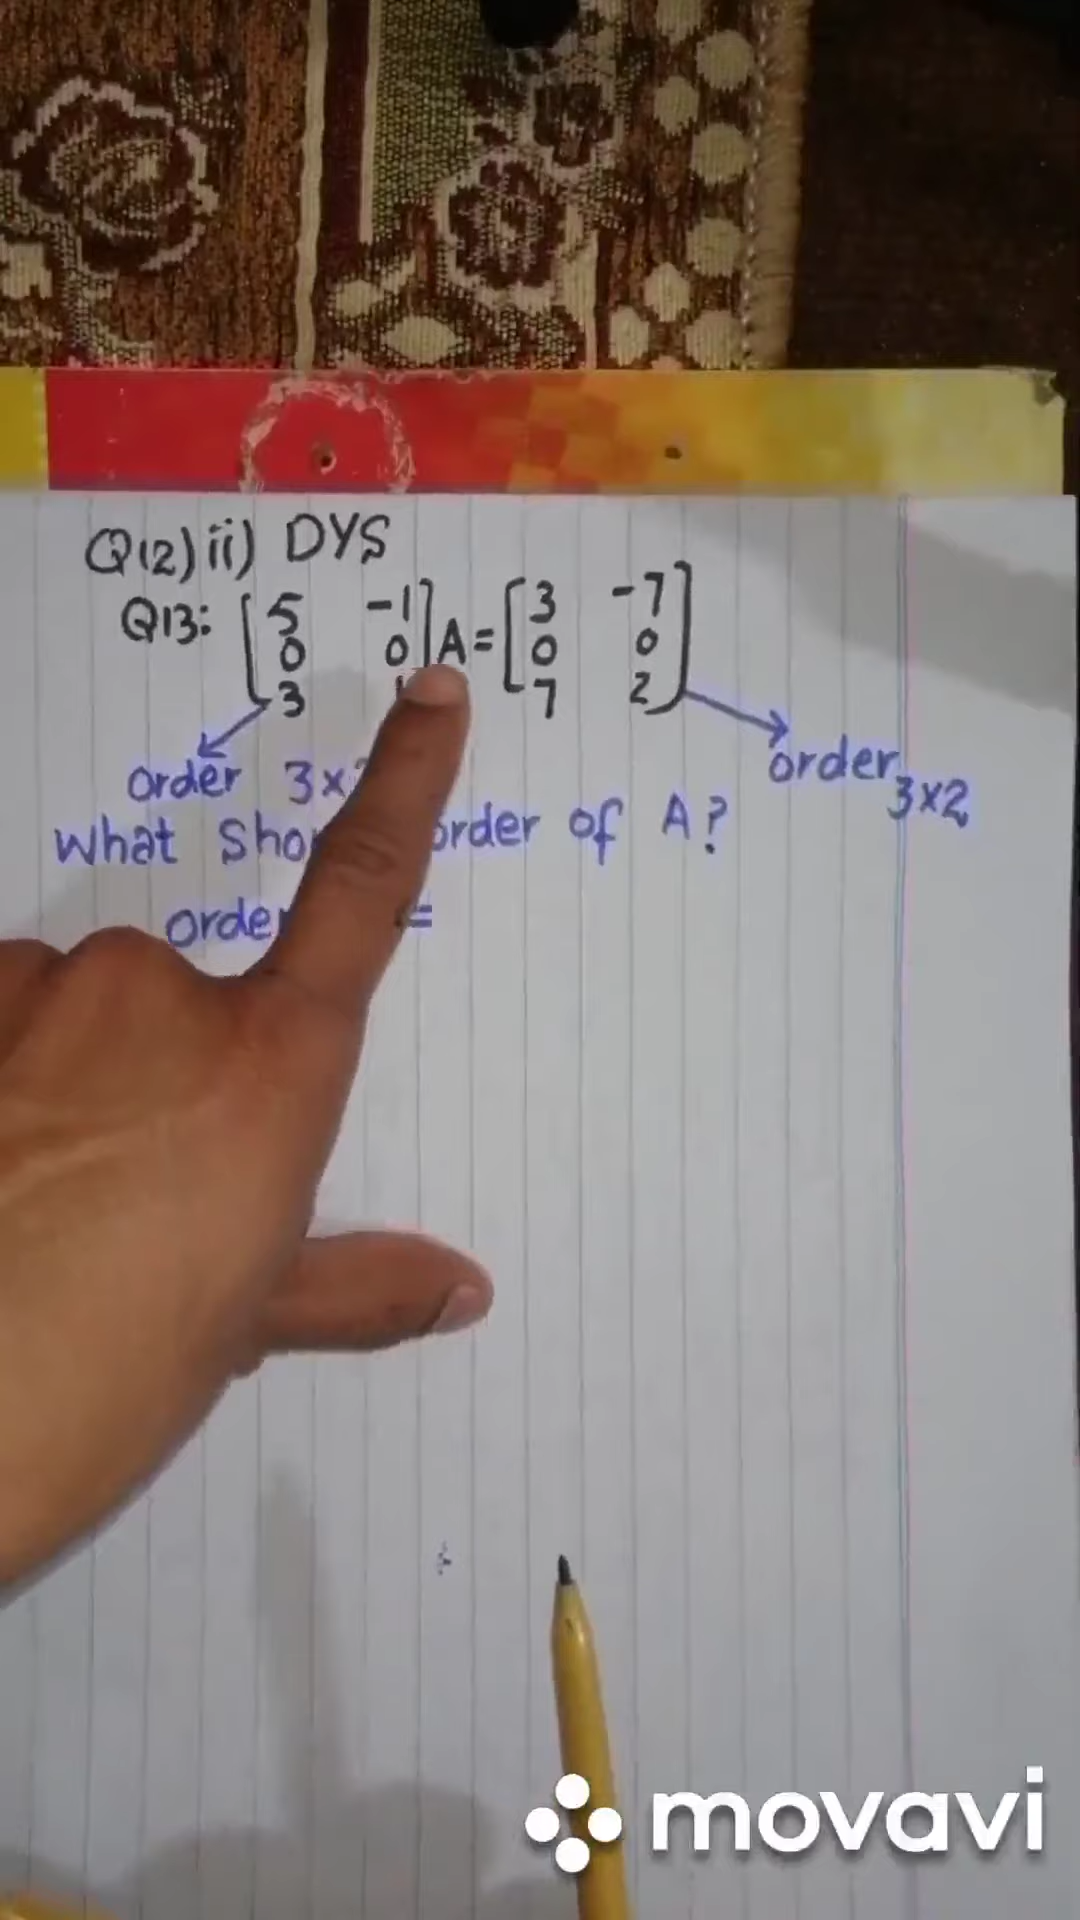 Q12) ii) DYS
Q13: [5 -1] A = [3 -7]
0 0 0 0
3 7 2
order 3x order 3x2
What Sho order of A?
orde =
movavi